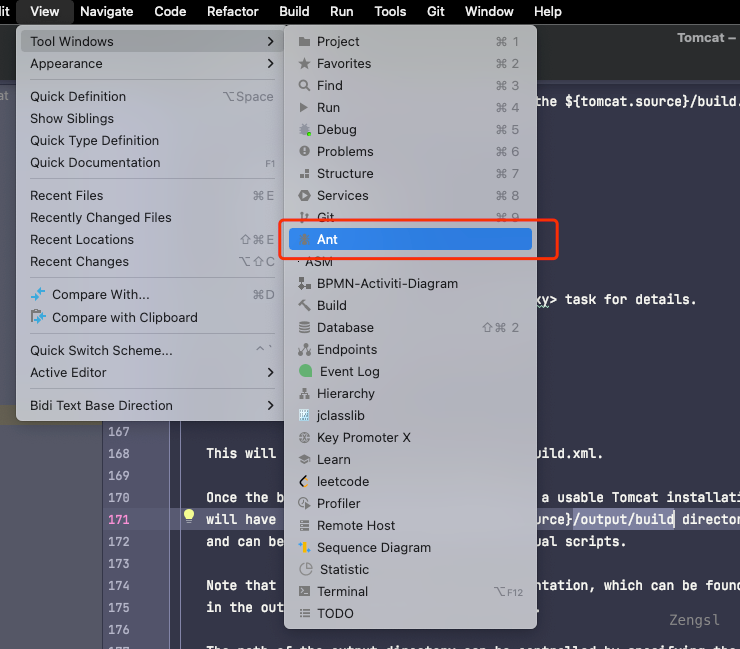 it View Navigate Code Refactor Build Run Tools Git Window Help
Tomcat –
at
Tool Windows
Appearance
Quick Definition ⌥Space
Show Siblings
Quick Type Definition
Quick Documentation F1
Recent Files ⌘E
Recently Changed Files
Recent Locations ⇧⌘E
Recent Changes ⌥⇧C
Compare With... ⌘D
Compare with Clipboard
Quick Switch Scheme... ^`
Active Editor
Bidi Text Base Direction
Project ⌘1
Favorites ⌘2
Find ⌘3
Run ⌘4
Debug ⌘5
Problems ⌘6
Structure ⌘7
Services ⌘8
Git ⌘9
Ant
ASM
BPMN-Activiti-Diagram
Build
Database ⇧⌘2
Endpoints
Event Log
Hierarchy
jclasslib
Key Promoter X
Learn
leetcode
Profiler
Remote Host
Sequence Diagram
Statistic
Terminal ⌥F12
TODO
the ${tomcat.source}/build.
xy> task for details.
167
168 This will uild.xml.
169
170 Once the b a usable Tomcat installati
171 will have urce}/output/build director
172 and can be ual scripts.
173
174 Note that ntation, which can be foun
175 in the out .
176
Zengsl